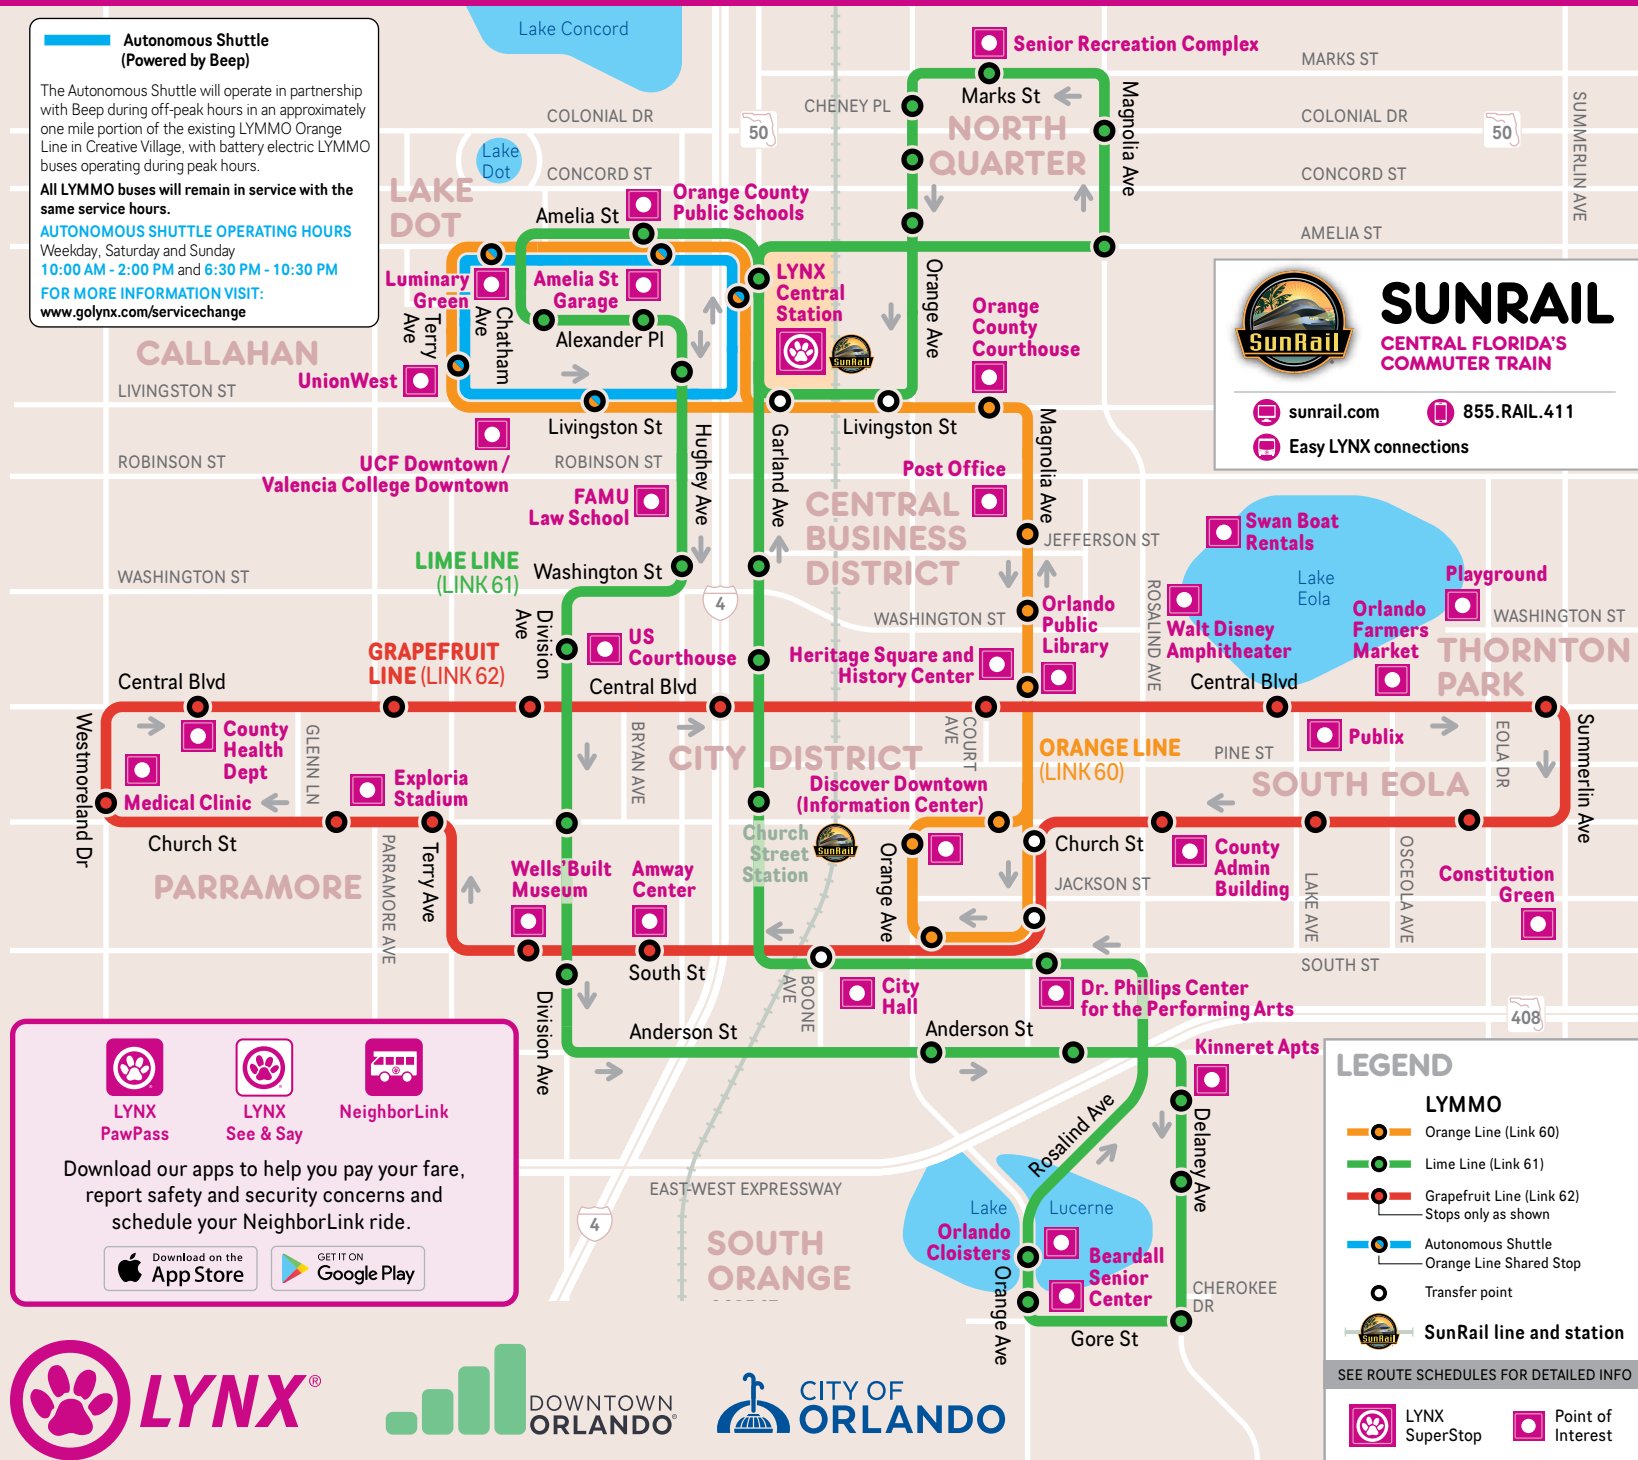 Autonomous Shuttle
(Powered by Beep)
The Autonomous Shuttle will operate in partnership
with Beep during off-peak hours in an approximately
one mile portion of the existing LYMMO Orange
Line in Creative Village, with battery electric LYMMO
buses operating during peak hours.
All LYMMO buses will remain in service with the
same service hours.
AUTONOMOUS SHUTTLE OPERATING HOURS
Weekday, Saturday and Sunday
10:00 AM - 2:00 PM and 6:30 PM - 10:30 PM
FOR MORE INFORMATION VISIT:
www.golynx.com/servicechange
Lake Concord
Senior Recreation Complex
MARKS ST
Marks St
CHENEY PL
COLONIAL DR
50
COLONIAL DR
50
NORTH
QUARTER
Magnolia Ave
SUMMERLIN AVE
Lake
Dot
CONCORD ST
CONCORD ST
LAKE
DOT
Orange County
Public Schools
Amelia St
AMELIA ST
Luminary
Green
Amelia St
Garage
LYNX
Central
Station
SunRail
Orange Ave
Orange
County
Courthouse
Terry
Ave
Chatham
Ave
Alexander Pl
CALLAHAN
UnionWest
LIVINGSTON ST
Livingston St
Livingston St
SunRail
SUNRAIL
CENTRAL FLORIDA'S
COMMUTER TRAIN
sunrail.com
855.RAIL.411
Easy LYNX connections
UCF Downtown /
Valencia College Downtown
ROBINSON ST
ROBINSON ST
Hughey Ave
Garland Ave
Magnolia Ave
FAMU
Law School
Post Office
CENTRAL
BUSINESS
DISTRICT
JEFFERSON ST
Swan Boat
Rentals
Lake
Eola
Playground
LIME LINE
(LINK 61)
Washington St
WASHINGTON ST
4
WASHINGTON ST
WASHINGTON ST
ROSALIND AVE
Walt Disney
Amphitheater
Orlando
Farmers
Market
THORNTON
PARK
Division
Ave
US
Courthouse
Heritage Square and
History Center
Orlando
Public
Library
GRAPEFRUIT
LINE (LINK 62)
Central Blvd
Central Blvd
Central Blvd
Westmoreland Dr
County
Health
Dept
Medical Clinic
GLENN LN
Exploria
Stadium
BRYAN AVE
CITY DISTRICT
COURT
AVE
ORANGE LINE
(LINK 60)
PINE ST
Publix
EOLA DR
SOUTH EOLA
Summerlin Ave
Discover Downtown
(Information Center)
Church St
Church St
Church
Street
Station
SunRail
PARRAMORE
PARRAMORE AVE
Terry Ave
Wells'Built
Museum
Amway
Center
Orange Ave
JACKSON ST
County
Admin
Building
LAKE AVE
OSCEOLA AVE
Constitution
Green
South St
SOUTH ST
BOONE
AVE
City
Hall
Dr. Phillips Center
for the Performing Arts
408
Division Ave
Anderson St
Anderson St
Kinneret Apts
Delaney Ave
Rosalind Ave
EAST-WEST EXPRESSWAY
4
SOUTH
ORANGE
Lake
Lucerne
Orlando
Cloisters
Beardall
Senior
Center
Orange Ave
CHEROKEE
DR
Gore St
LYNX
PawPass
LYNX
See & Say
NeighborLink
Download our apps to help you pay your fare,
report safety and security concerns and
schedule your NeighborLink ride.
Download on the
App Store
GET IT ON
Google Play
LEGEND
LYMMO
Orange Line (Link 60)
Lime Line (Link 61)
Grapefruit Line (Link 62)
Stops only as shown
Autonomous Shuttle
Orange Line Shared Stop
Transfer point
SunRail
SunRail line and station
SEE ROUTE SCHEDULES FOR DETAILED INFO
LYNX
SuperStop
Point of
Interest
LYNX®
DOWNTOWN
ORLANDO®
CITY OF
ORLANDO